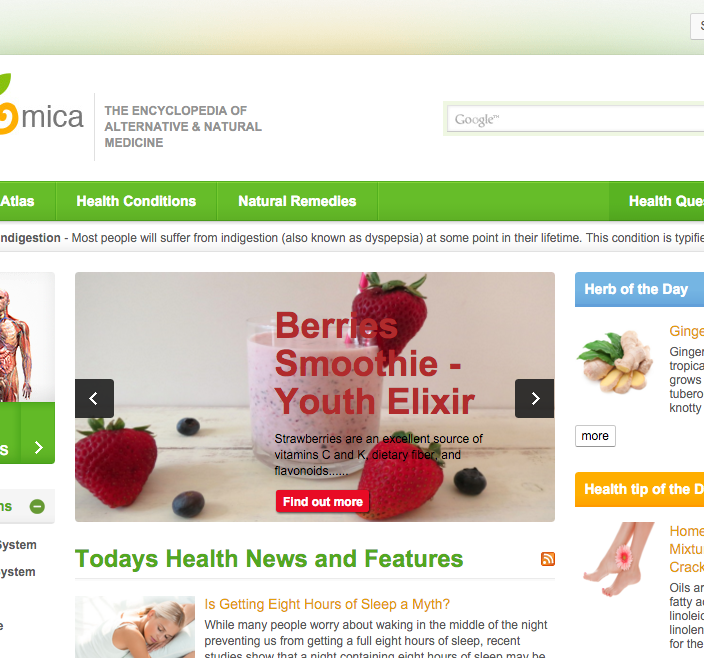 S
mica
THE ENCYCLOPEDIA OF
ALTERNATIVE & NATURAL
MEDICINE
Google™
Atlas
Health Conditions
Natural Remedies
Health Ques
ndigestion - Most people will suffer from indigestion (also known as dyspepsia) at some point in their lifetime. This condition is typifie
Berries
Smoothie -
Youth Elixir
Strawberries are an excellent source of
vitamins C and K, dietary fiber, and
flavonoids......
Find out more
s
Herb of the Day
Ginge
Ginger
tropica
grows
tubero
knotty
more
Health tip of the D
Home
Mixtu
Crack
Oils ar
fatty a
linoleic
linolen
for the
ns
System
ystem
e
Todays Health News and Features
Is Getting Eight Hours of Sleep a Myth?
While many people worry about waking in the middle of the night
preventing us from getting a full eight hours of sleep, recent
studies show that a night containing eight hours of sleep may be